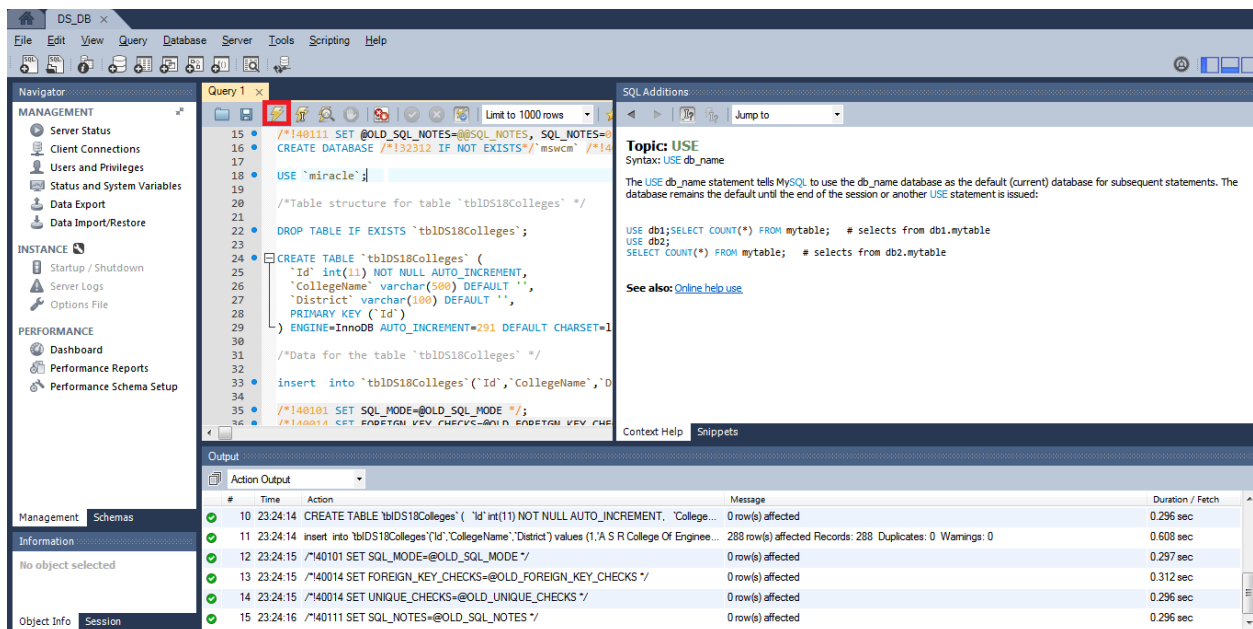 DS_DB ×
File Edit View Query Database Server Tools Scripting Help
Navigator
MANAGEMENT
Server Status
Client Connections
Users and Privileges
Status and System Variables
Data Export
Data Import/Restore
INSTANCE
Startup / Shutdown
Server Logs
Options File
PERFORMANCE
Dashboard
Performance Reports
Performance Schema Setup
Management Schemas
Information
No object selected
Object Info Session
Query 1 ×
Limit to 1000 rows
15 /*!40111 SET @OLD_SQL_NOTES=@@SQL_NOTES, SQL_NOTES=0
16 CREATE DATABASE /*!32312 IF NOT EXISTS*/`mswcm` /*!4
17
18 USE `miracle`;
19
20 /*Table structure for table `tblDS18Colleges` */
21
22 DROP TABLE IF EXISTS `tblDS18Colleges`;
23
24 CREATE TABLE `tblDS18Colleges` (
25 `Id` int(11) NOT NULL AUTO_INCREMENT,
26 `CollegeName` varchar(500) DEFAULT '',
27 `District` varchar(100) DEFAULT '',
28 PRIMARY KEY (`Id`)
29 ) ENGINE=InnoDB AUTO_INCREMENT=291 DEFAULT CHARSET=l
30
31 /*Data for the table `tblDS18Colleges` */
32
33 insert into `tblDS18Colleges`(`Id`,`CollegeName`,`D
34
35 /*!40101 SET SQL_MODE=@OLD_SQL_MODE */;
36 /*!40014 SET FOREIGN_KEY_CHECKS=@OLD_FOREIGN_KEY_CHE
SQL Additions
Jump to
Topic: USE
Syntax: USE db_name
The USE db_name statement tells MySQL to use the db_name database as the default (current) database for subsequent statements. The
database remains the default until the end of the session or another USE statement is issued:
USE db1;SELECT COUNT(*) FROM mytable; # selects from db1.mytable
USE db2;
SELECT COUNT(*) FROM mytable; # selects from db2.mytable
See also: Online help use
Context Help Snippets
Output
Action Output
# Time Action Message Duration / Fetch
10 23:24:14 CREATE TABLE `tblDS18Colleges` ( `Id` int(11) NOT NULL AUTO_INCREMENT, `College... 0 row(s) affected 0.296 sec
11 23:24:14 insert into `tblDS18Colleges`(`Id`,`CollegeName`,`District`) values (1,'A S R College Of Enginee... 288 row(s) affected Records: 288 Duplicates: 0 Warnings: 0 0.608 sec
12 23:24:15 /*!40101 SET SQL_MODE=@OLD_SQL_MODE */ 0 row(s) affected 0.297 sec
13 23:24:15 /*!40014 SET FOREIGN_KEY_CHECKS=@OLD_FOREIGN_KEY_CHECKS */ 0 row(s) affected 0.312 sec
14 23:24:15 /*!40014 SET UNIQUE_CHECKS=@OLD_UNIQUE_CHECKS */ 0 row(s) affected 0.296 sec
15 23:24:16 /*!40111 SET SQL_NOTES=@OLD_SQL_NOTES */ 0 row(s) affected 0.296 sec